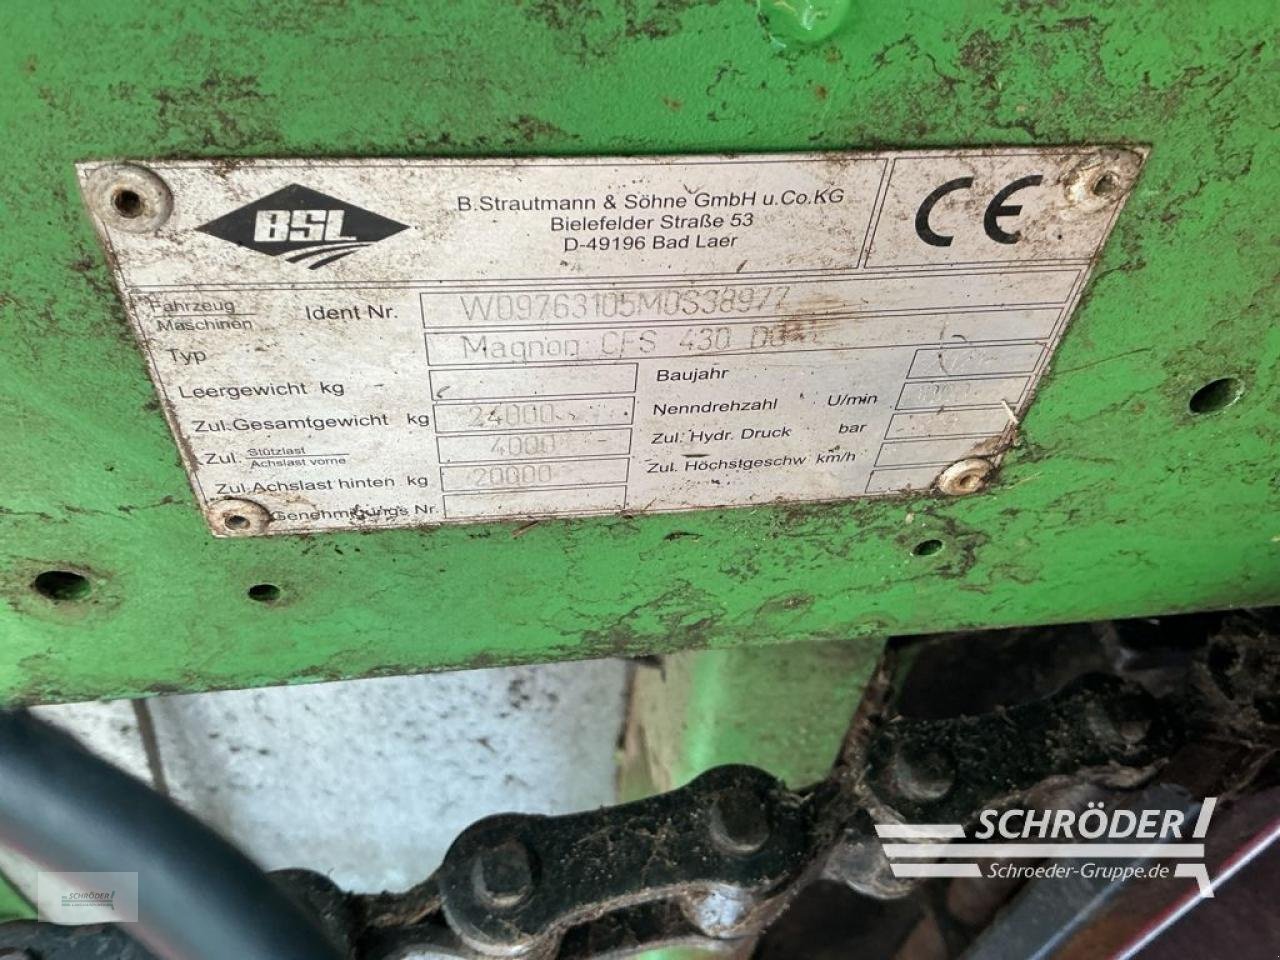 BSL
B.Strautmann & Söhne GmbH u.Co.KG
Bielefelder Straße 53
D-49196 Bad Laer
CE
Fahrzeug
Maschinen
Ident Nr. W09763105M0S38977
Typ Magnon CFS 430 DO
Leergewicht kg
Zul.Gesamtgewicht kg 24000
Zul. Stützlast
Achslast vorne 4000
Zul.Achslast hinten kg 20000
Genehmigungs Nr.
Baujahr
Nenndrehzahl U/min
Zul. Hydr. Druck bar
Zul. Höchstgeschw km/h
SCHRÖDER
Schroeder-Gruppe.de
SCHRÖDER